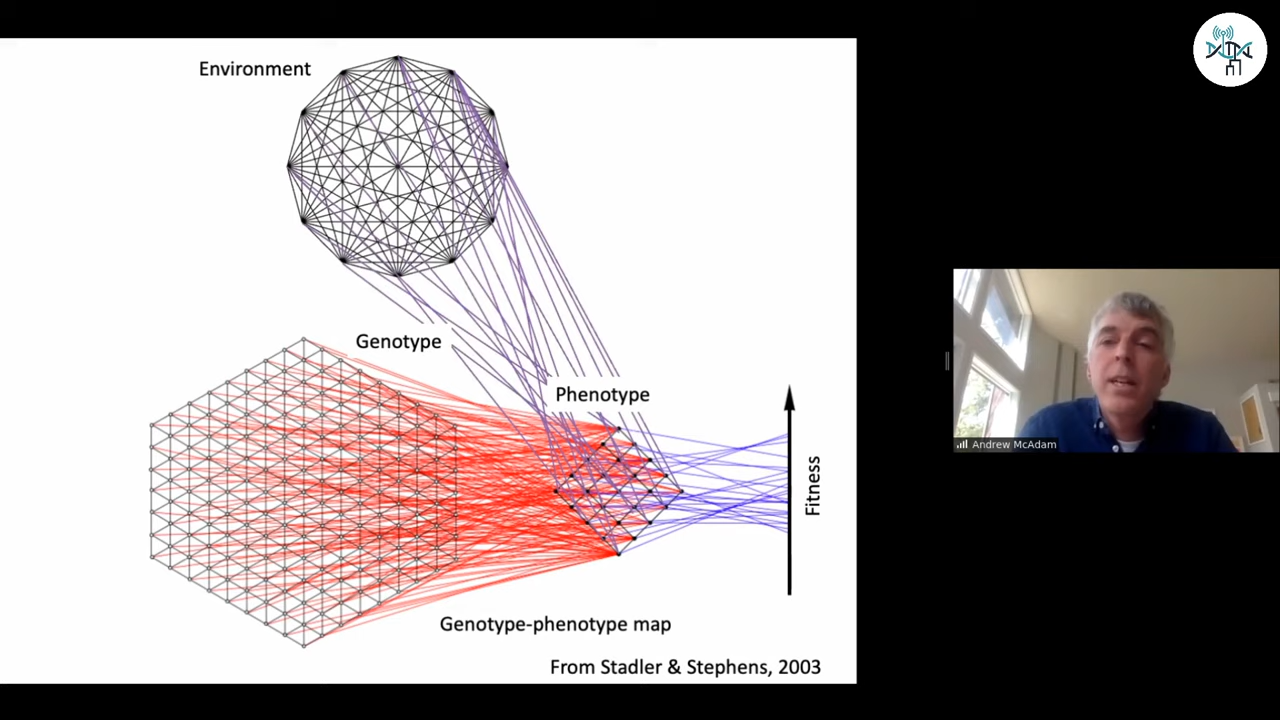 Environment
Genotype
Phenotype
Fitness
Genotype-phenotype map
From Stadler & Stephens, 2003
Andrew McAdam